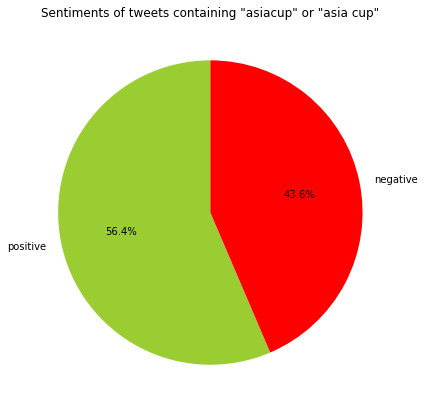 Sentiments of tweets containing "asiacup" or "asia cup"
negative
43.6%
56.4%
positive